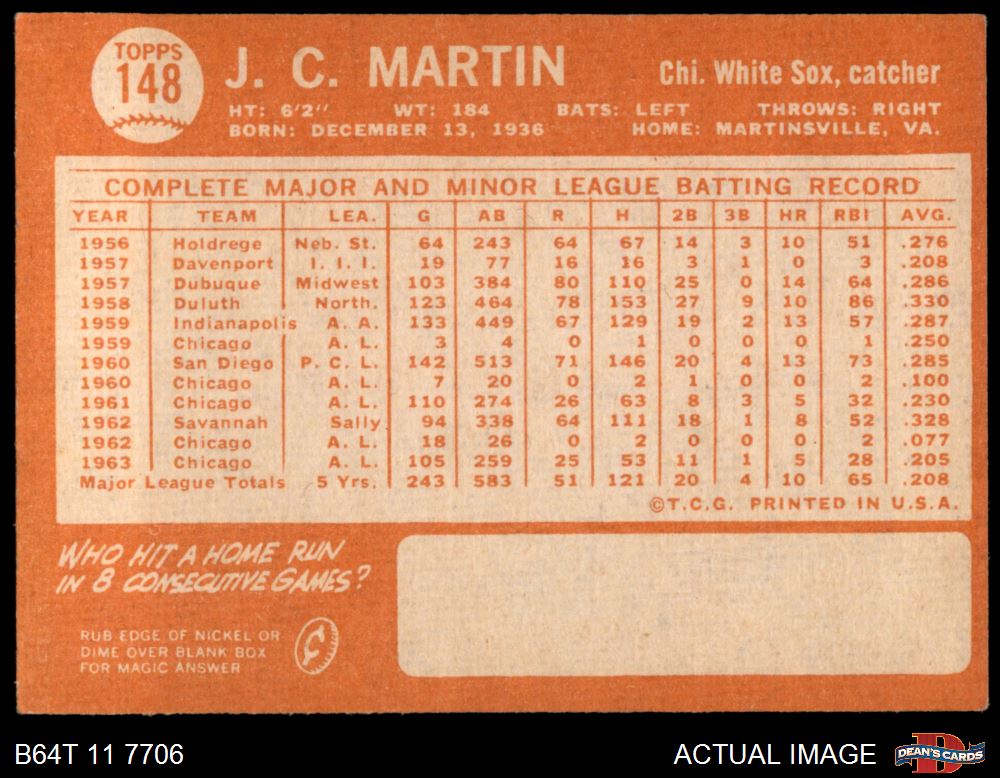 TOPPS
148
J. C. MARTIN
Chi. White Sox, catcher
HT: 6'2" WT: 184 BATS: LEFT THROWS: RIGHT
BORN: DECEMBER 13, 1936 HOME: MARTINSVILLE, VA.
COMPLETE MAJOR AND MINOR LEAGUE BATTING RECORD
YEAR TEAM LEA. G AB R H 2B 3B HR RBI AVG.
1956 Holdrege Neb. St. 64 243 64 67 14 3 10 51 .276
1957 Davenport I. I. I. 19 77 16 16 3 1 0 3 .208
1957 Dubuque Midwest 103 384 80 110 25 0 14 64 .286
1958 Duluth North. 123 464 78 153 27 9 10 86 .330
1959 Indianapolis A. A. 133 449 67 129 19 2 13 57 .287
1959 Chicago A. L. 3 4 0 1 0 0 0 1 .250
1960 San Diego P. C. L. 142 513 71 146 20 4 13 73 .285
1960 Chicago A. L. 7 20 0 2 1 0 0 2 .100
1961 Chicago A. L. 110 274 26 63 8 3 5 32 .230
1962 Savannah Sally 94 338 64 111 18 1 8 52 .328
1962 Chicago A. L. 18 26 0 2 0 0 0 2 .077
1963 Chicago A. L. 105 259 25 53 11 1 5 28 .205
Major League Totals 5 Yrs. 243 583 51 121 20 4 10 65 .208
©T.C.G. PRINTED IN U.S.A.
WHO HIT A HOME RUN
IN 8 CONSECUTIVE GAMES?
RUB EDGE OF NICKEL OR
DIME OVER BLANK BOX
FOR MAGIC ANSWER
B64T 11 7706
ACTUAL IMAGE
DEAN'S CARDS